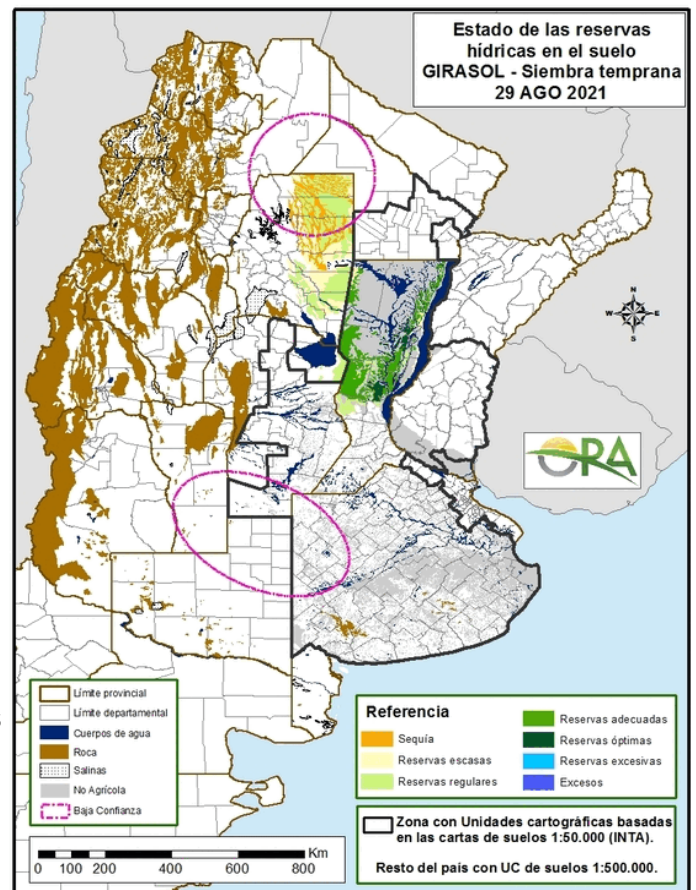 Estado de las reservas
hídricas en el suelo
GIRASOL - Siembra temprana
29 AGO 2021
N
W E
S
ORA
Límite provincial
Límite departamental
Cuerpos de agua
Roca
Salinas
No Agrícola
Baja Confianza
Referencia
Sequía
Reservas escasas
Reservas regulares
Reservas adecuadas
Reservas óptimas
Reservas excesivas
Excesos
Zona con Unidades cartográficas basadas
en las cartas de suelos 1:50.000 (INTA).
Resto del país con UC de suelos 1:500.000.
Km
0 100 200 400 600 800